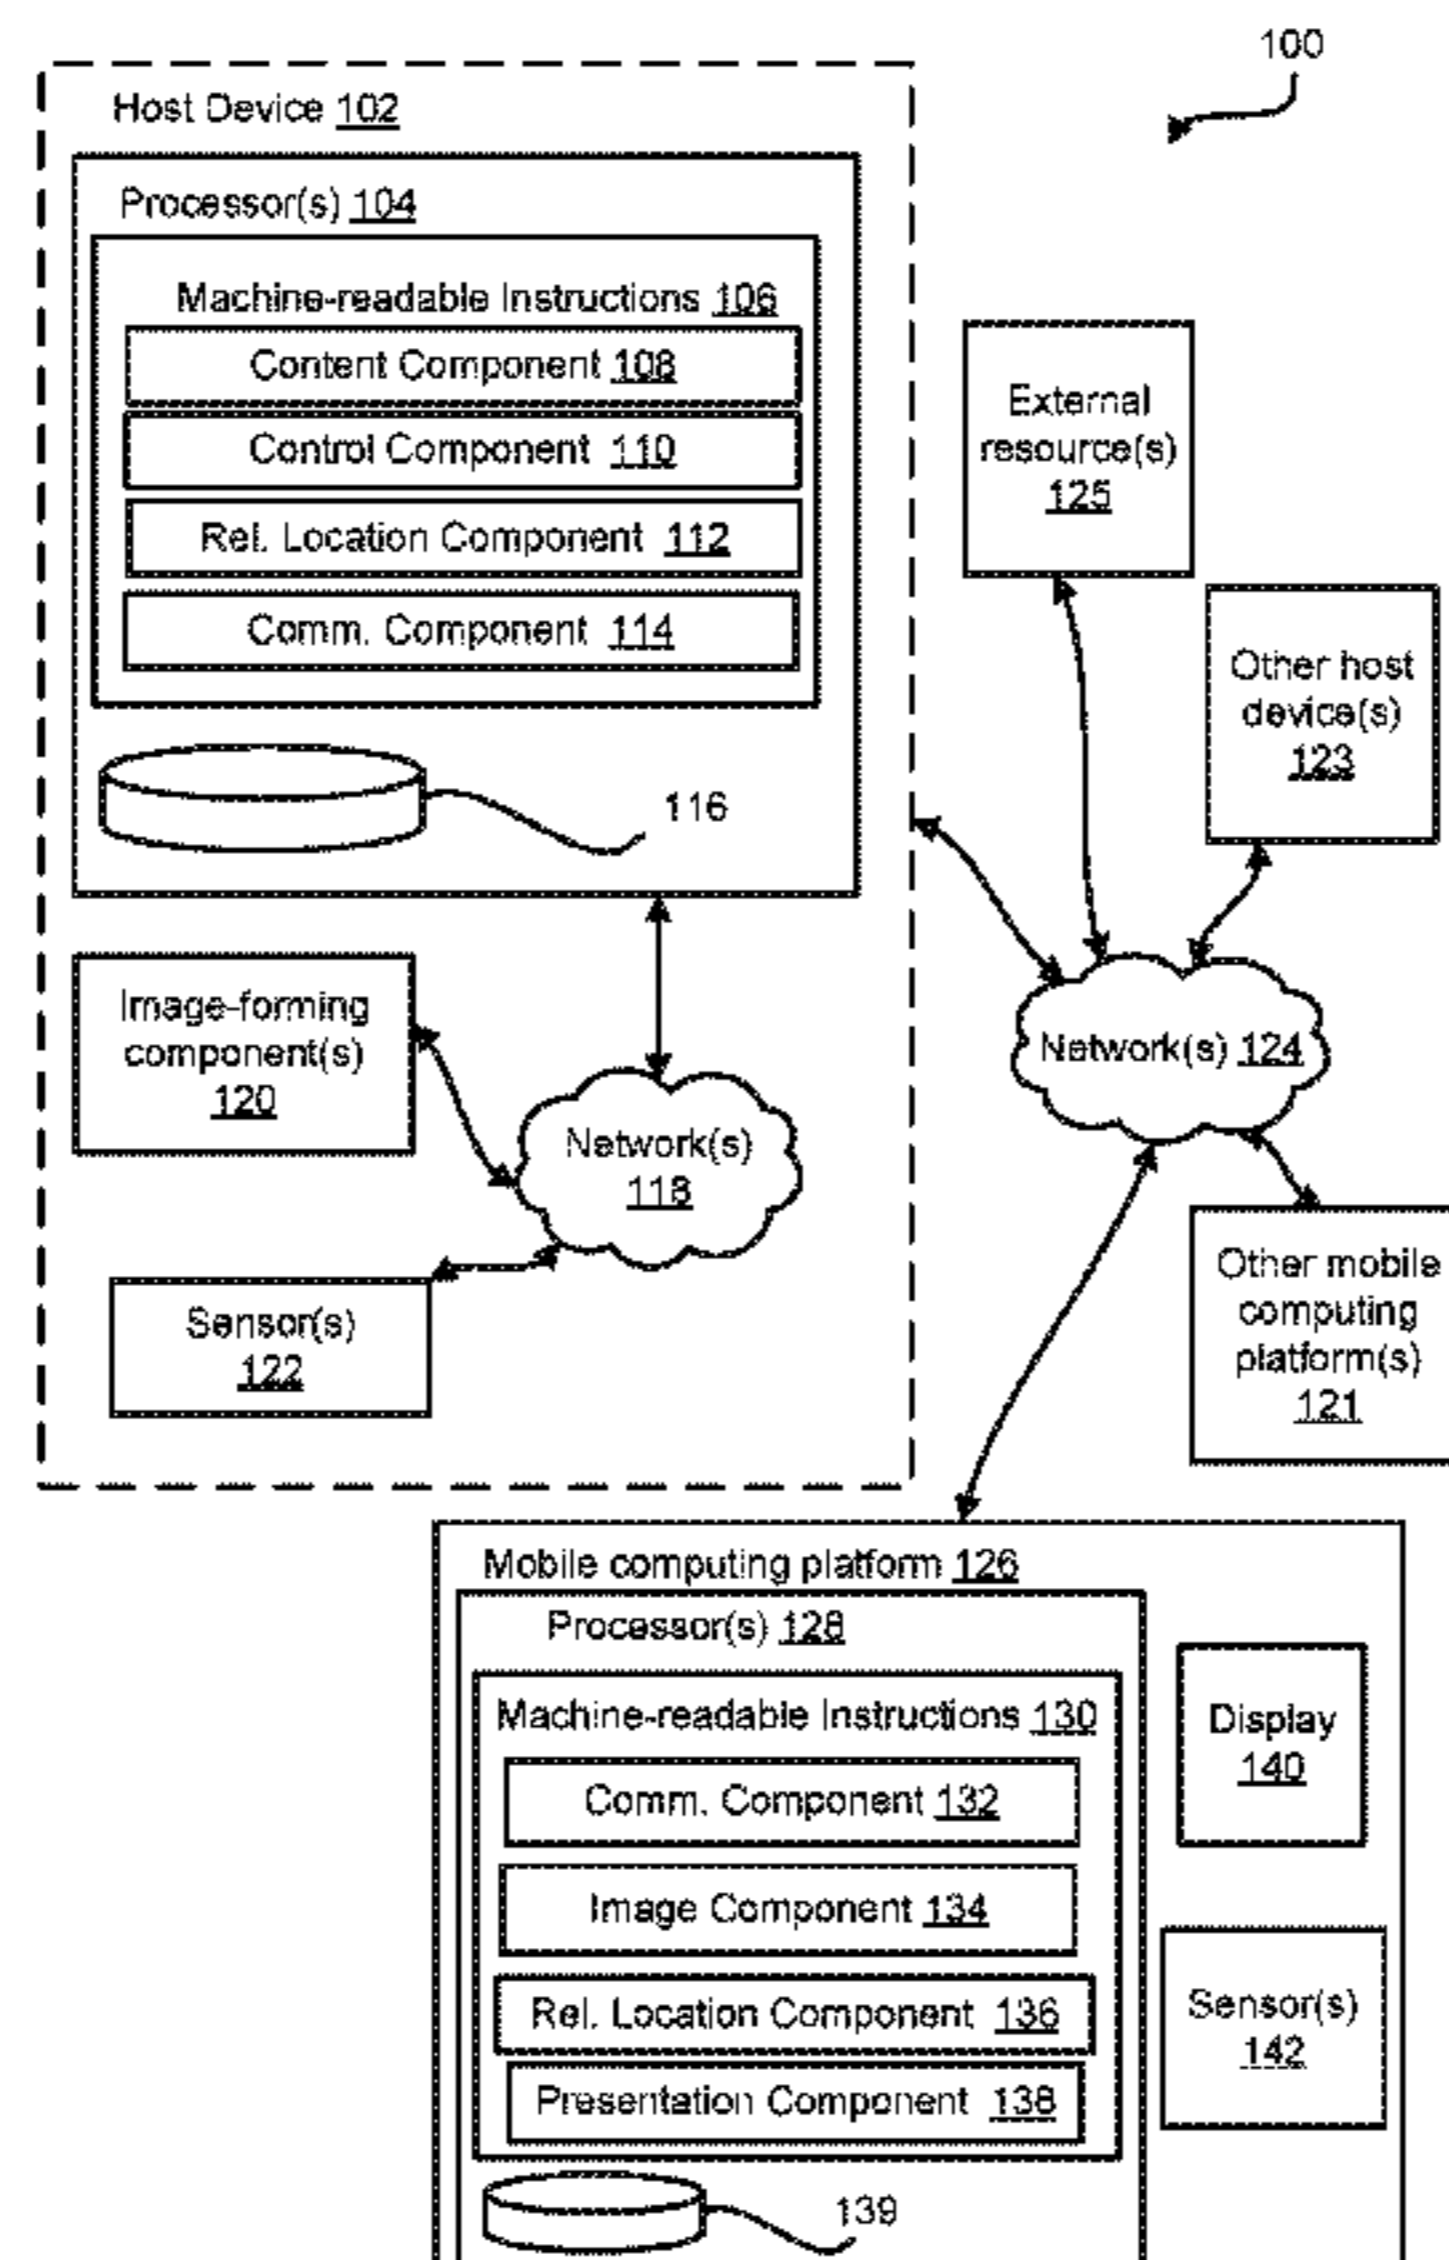 100
Host Device 102
Processor(s) 104
Machine-readable Instructions 106
Content Component 108
Control Component 110
Rel. Location Component 112
Comm. Component 114
116
External
resource(s)
125
Other host
device(s)
123
Image-forming
component(s)
120
Network(s)
118
Network(s) 124
Sensor(s)
122
Other mobile
computing
platform(s)
121
Mobile computing platform 126
Processor(s) 128
Machine-readable Instructions 130
Comm. Component 132
Image Component 134
Rel. Location Component 136
Presentation Component 138
139
Display
140
Sensor(s)
142